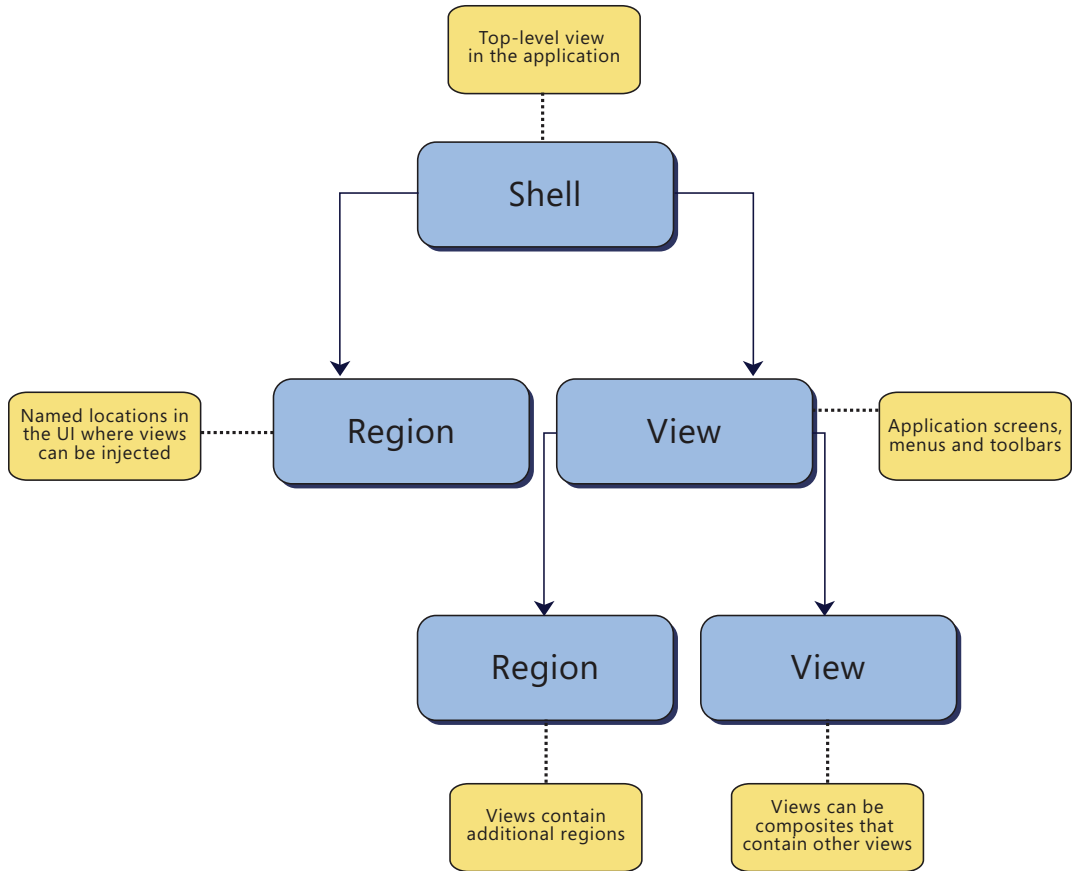 Top-level view
in the application
Shell
Named locations in
the UI where views
can be injected
Region
View
Application screens,
menus and toolbars
Region
View
Views contain
additional regions
Views can be
composites that
contain other views